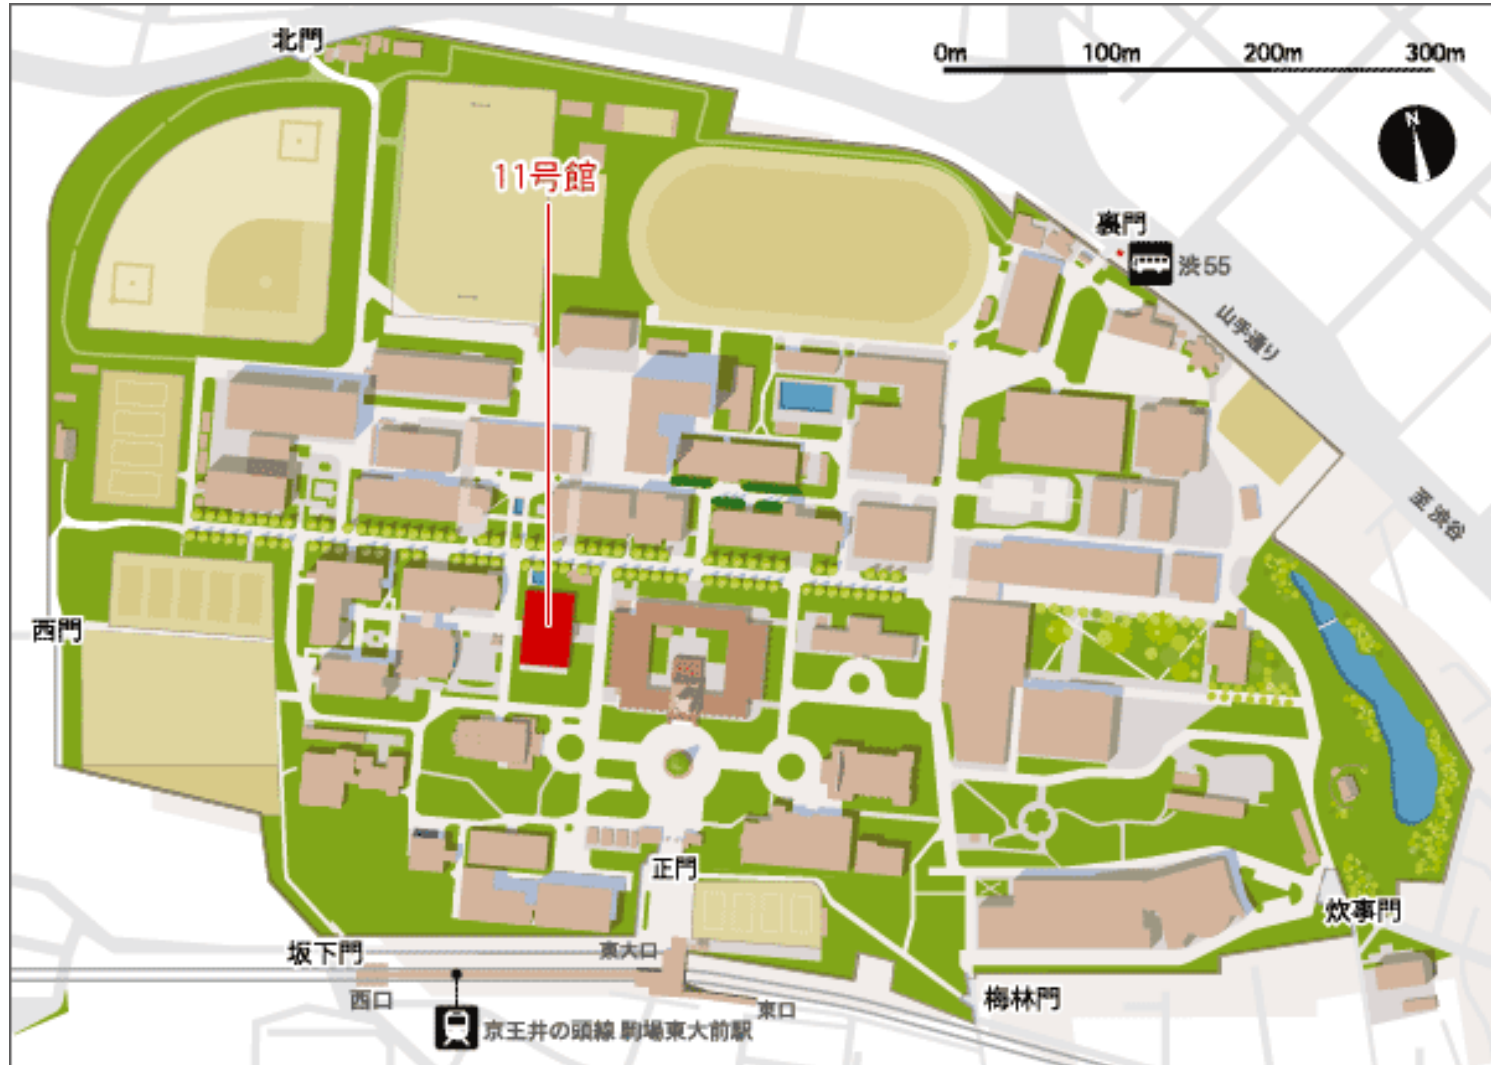 北門
0m 100m 200m 300m
N
11号館
裏門
渋55
山手通り
至 渋谷
西門
正門
炊事門
坂下門
東大口
西口
東口
梅林門
京王井の頭線 駒場東大前駅